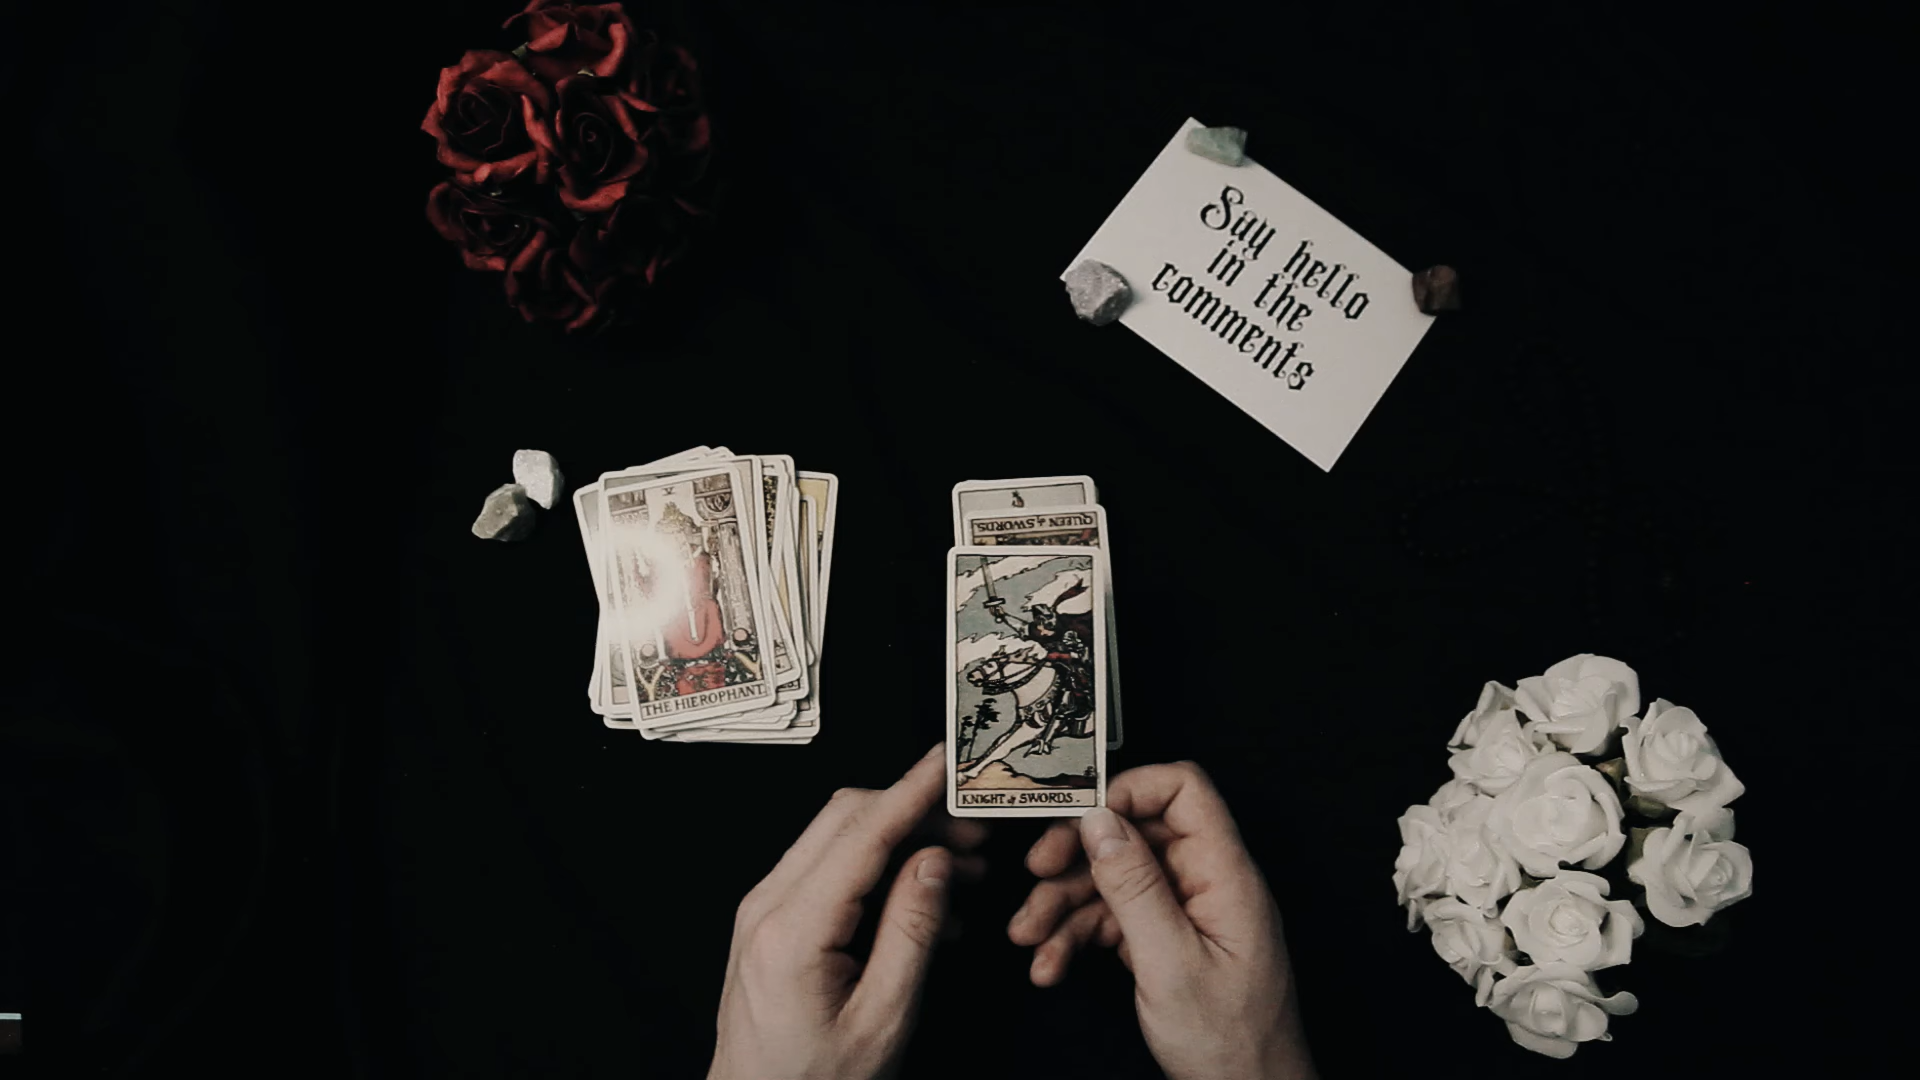 Say hello
in the
comments
V
THE HIEROPHANT.
QUEEN of SWORDS
KNIGHT of SWORDS.